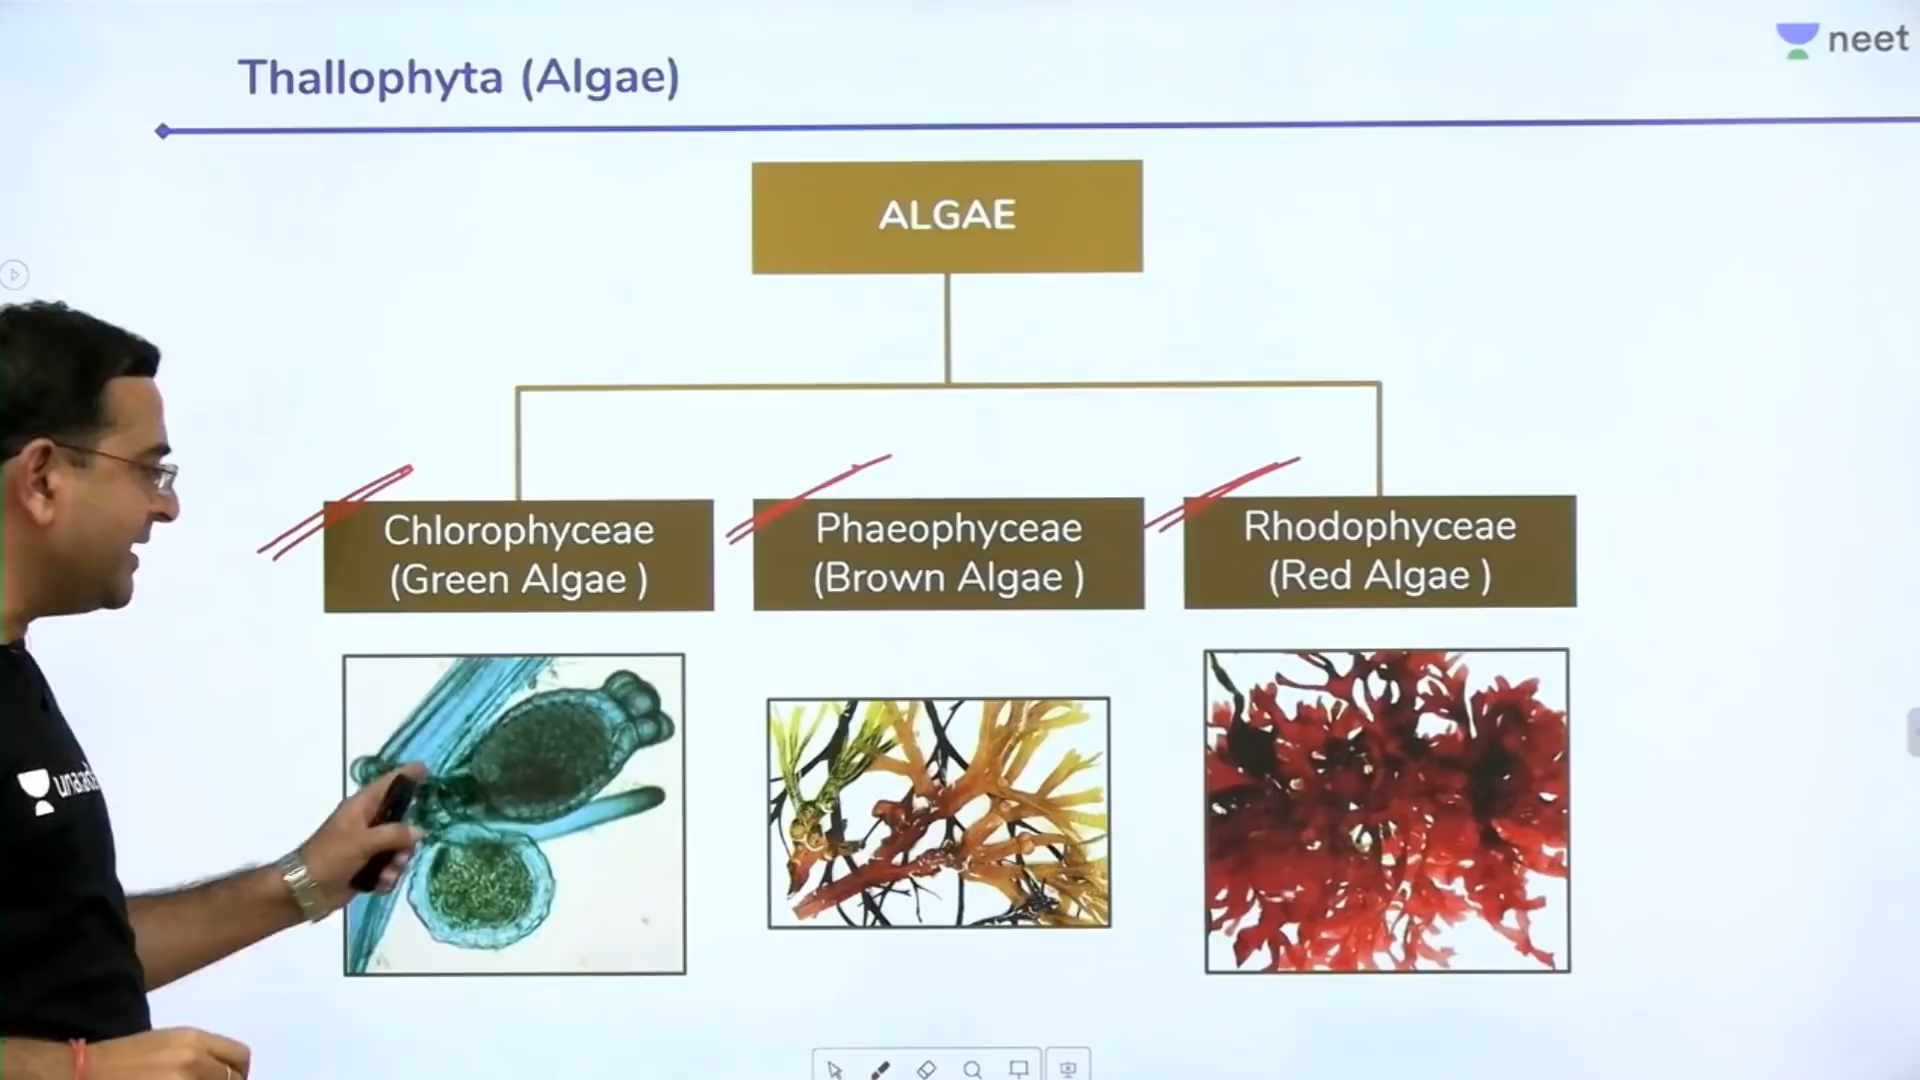 neet
Thallophyta (Algae)
ALGAE
Chlorophyceae
(Green Algae )
Phaeophyceae
(Brown Algae )
Rhodophyceae
(Red Algae )